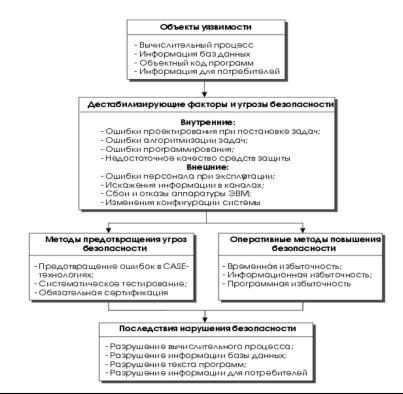 Объекты уязвимости
- Вычислительный процесс
- Информация баз данных
- Объектный код программ
- Информация для потребителей
Дестабилизирующие факторы и угрозы безопасности
Внутренние:
- Ошибки проектирования при постановке задач;
- Ошибки алгоритмизации задач;
- Ошибки программирования;
- Недостаточное качество средств защиты
Внешние:
- Ошибки персонала при эксплуатации;
- Искажения информации в каналах;
- Сбои и отказы аппаратуры ЭВМ;
- Изменения конфигурации системы
Методы предотвращения угроз
безопасности
- Предотвращение ошибок в CASE-
технологиях;
- Систематическое тестирование;
- Обязательная сертификация
Оперативные методы повышения
безопасности
- Временная избыточность;
- Информационная избыточность;
- Программная избыточность
Последствия нарушения безопасности
- Разрушение вычислительного процесса;
- Разрушение информации базы данных;
- Разрушение текста программ;
- Разрушение информации для потребителей